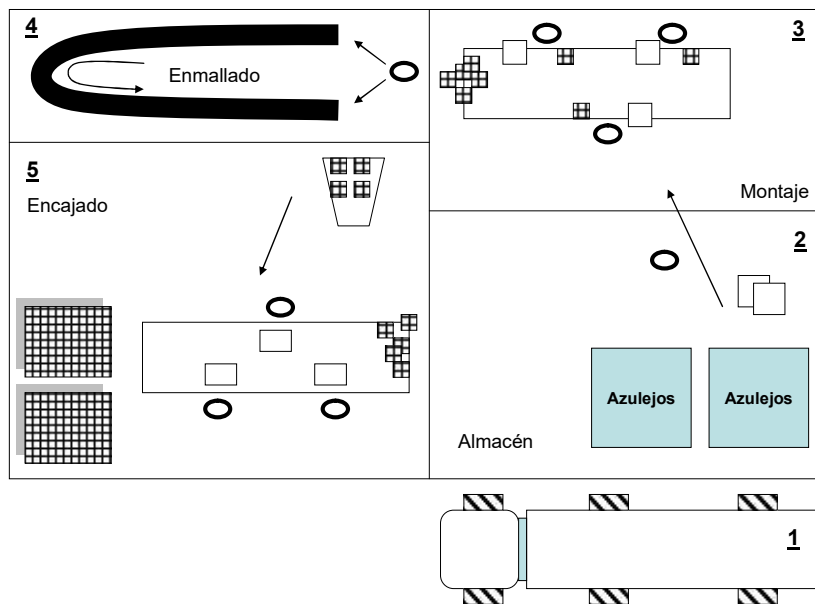 4
Enmallado
3
Montaje
5
Encajado
2
Azulejos
Azulejos
Almacén
1